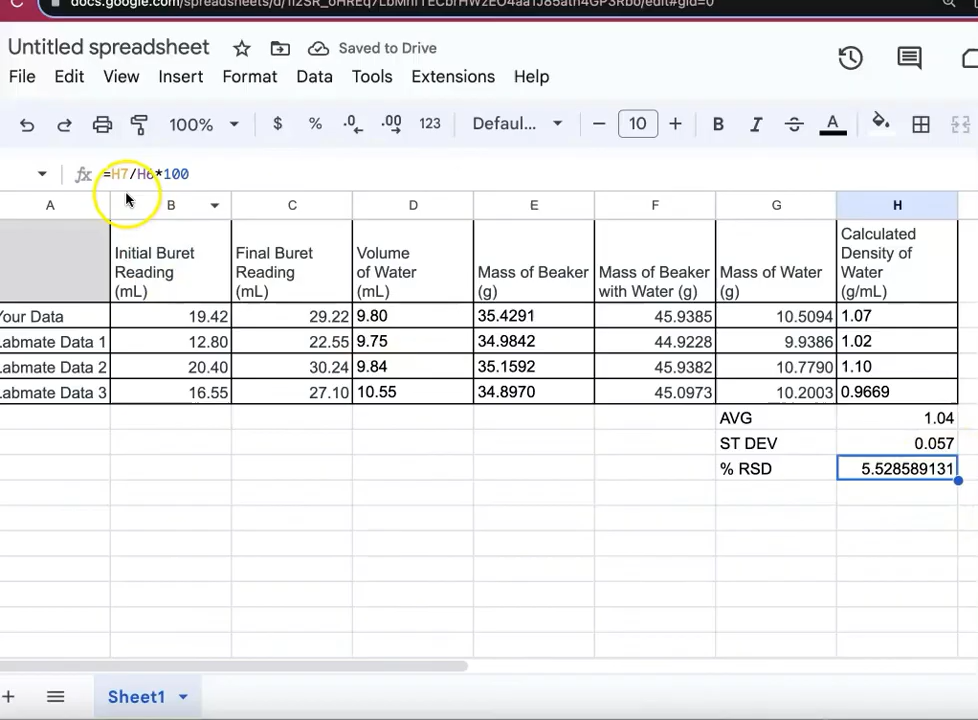 Untitled spreadsheet Saved to Drive
File Edit View Insert Format Data Tools Extensions Help
100% $ % .0 .00 123 Defaul... 10 B I A
fx =H7/H6*100
A B C D E F G H
Initial Buret Reading (mL) Final Buret Reading (mL) Volume of Water (mL) Mass of Beaker (g) Mass of Beaker with Water (g) Mass of Water (g) Calculated Density of Water (g/mL)
Your Data 19.42 29.22 9.80 35.4291 45.9385 10.5094 1.07
Labmate Data 1 12.80 22.55 9.75 34.9842 44.9228 9.9386 1.02
Labmate Data 2 20.40 30.24 9.84 35.1592 45.9382 10.7790 1.10
Labmate Data 3 16.55 27.10 10.55 34.8970 45.0973 10.2003 0.9669
AVG 1.04
ST DEV 0.057
% RSD 5.528589131
Sheet1